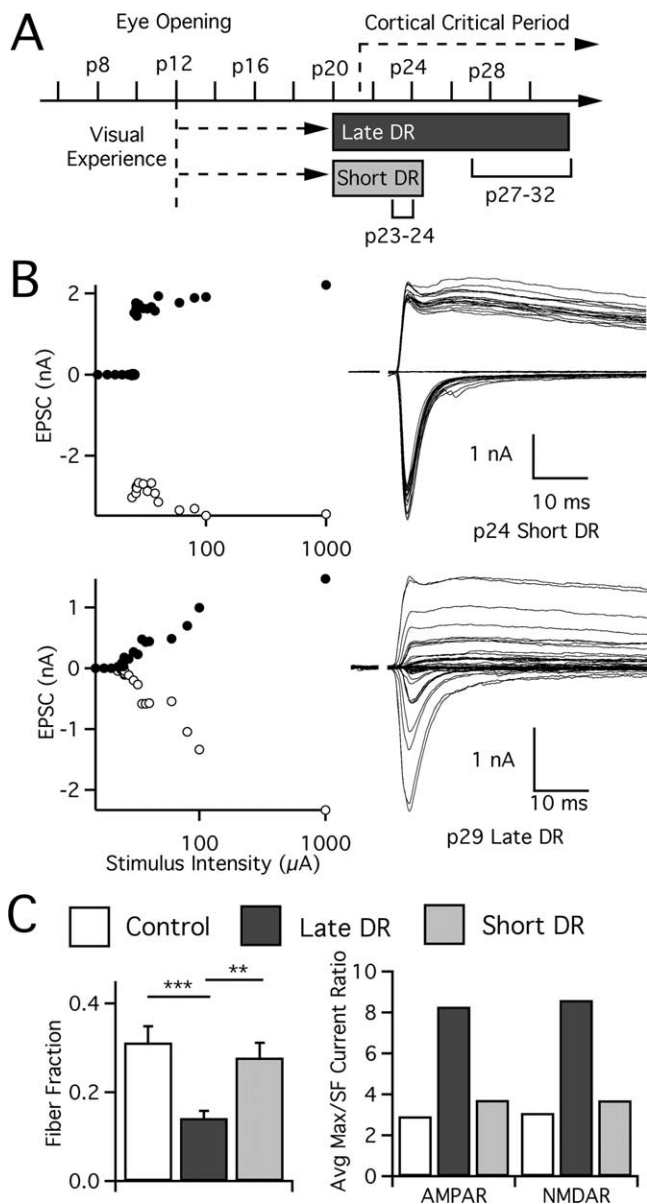 A
Eye Opening
Cortical Critical Period
p8 p12 p16 p20 p24 p28
Visual
Experience
Late DR
Short DR
p27-32
p23-24
B
2
0
-2
EPSC (nA)
100 1000
1 nA
10 ms
p24 Short DR
1
0
-1
-2
EPSC (nA)
100 1000
Stimulus Intensity (µA)
1 nA
10 ms
p29 Late DR
C
Control Late DR Short DR
*** **
0.4
0.2
0.0
Fiber Fraction
10
8
6
4
2
0
Avg Max/SF Current Ratio
AMPAR NMDAR